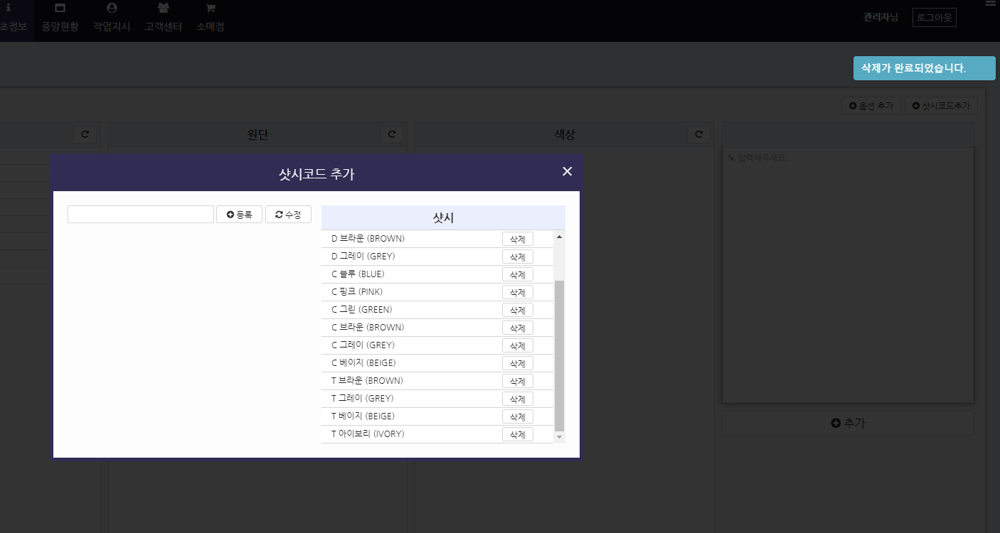 초정보 중앙현황 작업지시 고객센터 소매점
관리자님 로그아웃
삭제가 완료되었습니다.
옵션 추가 샷시코드추가
원단 색상
입력해주세요.
샷시코드 추가 ×
등록 수정 샷시
D 브라운 (BROWN) 삭제
D 그레이 (GREY) 삭제
C 블루 (BLUE) 삭제
C 핑크 (PINK) 삭제
C 그린 (GREEN) 삭제
C 브라운 (BROWN) 삭제
C 그레이 (GREY) 삭제
C 베이지 (BEIGE) 삭제
T 브라운 (BROWN) 삭제
T 그레이 (GREY) 삭제
T 베이지 (BEIGE) 삭제
T 아이보리 (IVORY) 삭제
추가